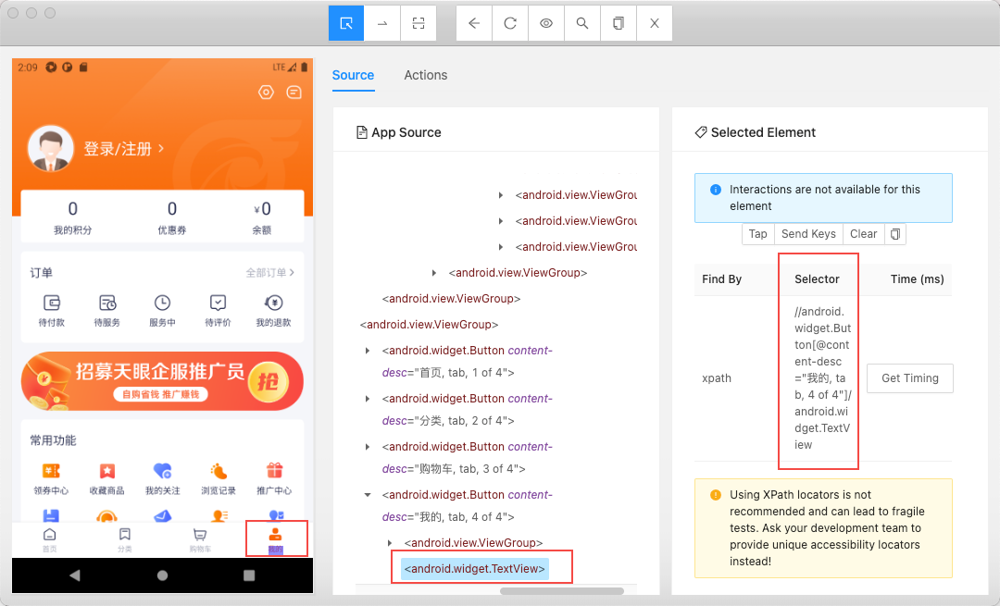 Source
Actions
2:09
LTE
登录/注册
0
0
¥0
我的积分
优惠券
余额
订单
全部订单
待付款
待服务
服务中
待评价
我的退款
招募天眼企服推广员
自购省钱 推广赚钱
抢
常用功能
领券中心
收藏商品
我的关注
浏览记录
推广中心
首页
分类
购物车
我的
App Source
<android.view.ViewGrou
<android.view.ViewGrou
<android.view.ViewGrou
<android.view.ViewGroup>
<android.view.ViewGroup>
<android.view.ViewGroup>
<android.widget.Button content-
desc="首页, tab, 1 of 4">
<android.widget.Button content-
desc="分类, tab, 2 of 4">
<android.widget.Button content-
desc="购物车, tab, 3 of 4">
<android.widget.Button content-
desc="我的, tab, 4 of 4">
<android.view.ViewGroup>
<android.widget.TextView>
Selected Element
Interactions are not available for this
element
Tap
Send Keys
Clear
Find By
Selector
Time (ms)
xpath
//android.
widget.But
ton[@cont
ent-desc
="我的, ta
b, 4 of 4"]/
android.wi
dget.TextV
iew
Get Timing
Using XPath locators is not
recommended and can lead to fragile
tests. Ask your development team to
provide unique accessibility locators
instead!